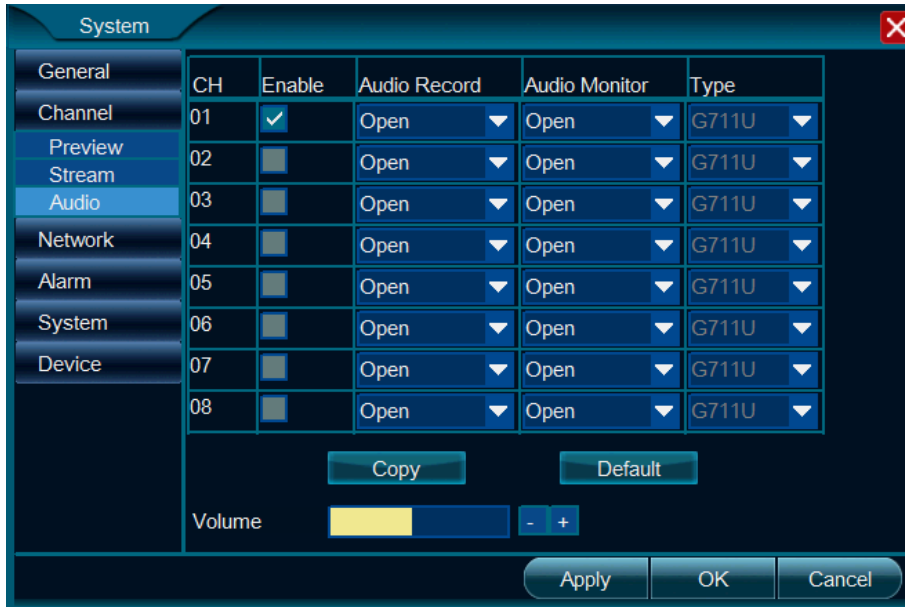 System
General
Channel
Preview
Stream
Audio
Network
Alarm
System
Device
CH Enable Audio Record Audio Monitor Type
01 Open Open G711U
02 Open Open G711U
03 Open Open G711U
04 Open Open G711U
05 Open Open G711U
06 Open Open G711U
07 Open Open G711U
08 Open Open G711U
Copy Default
Volume - +
Apply OK Cancel